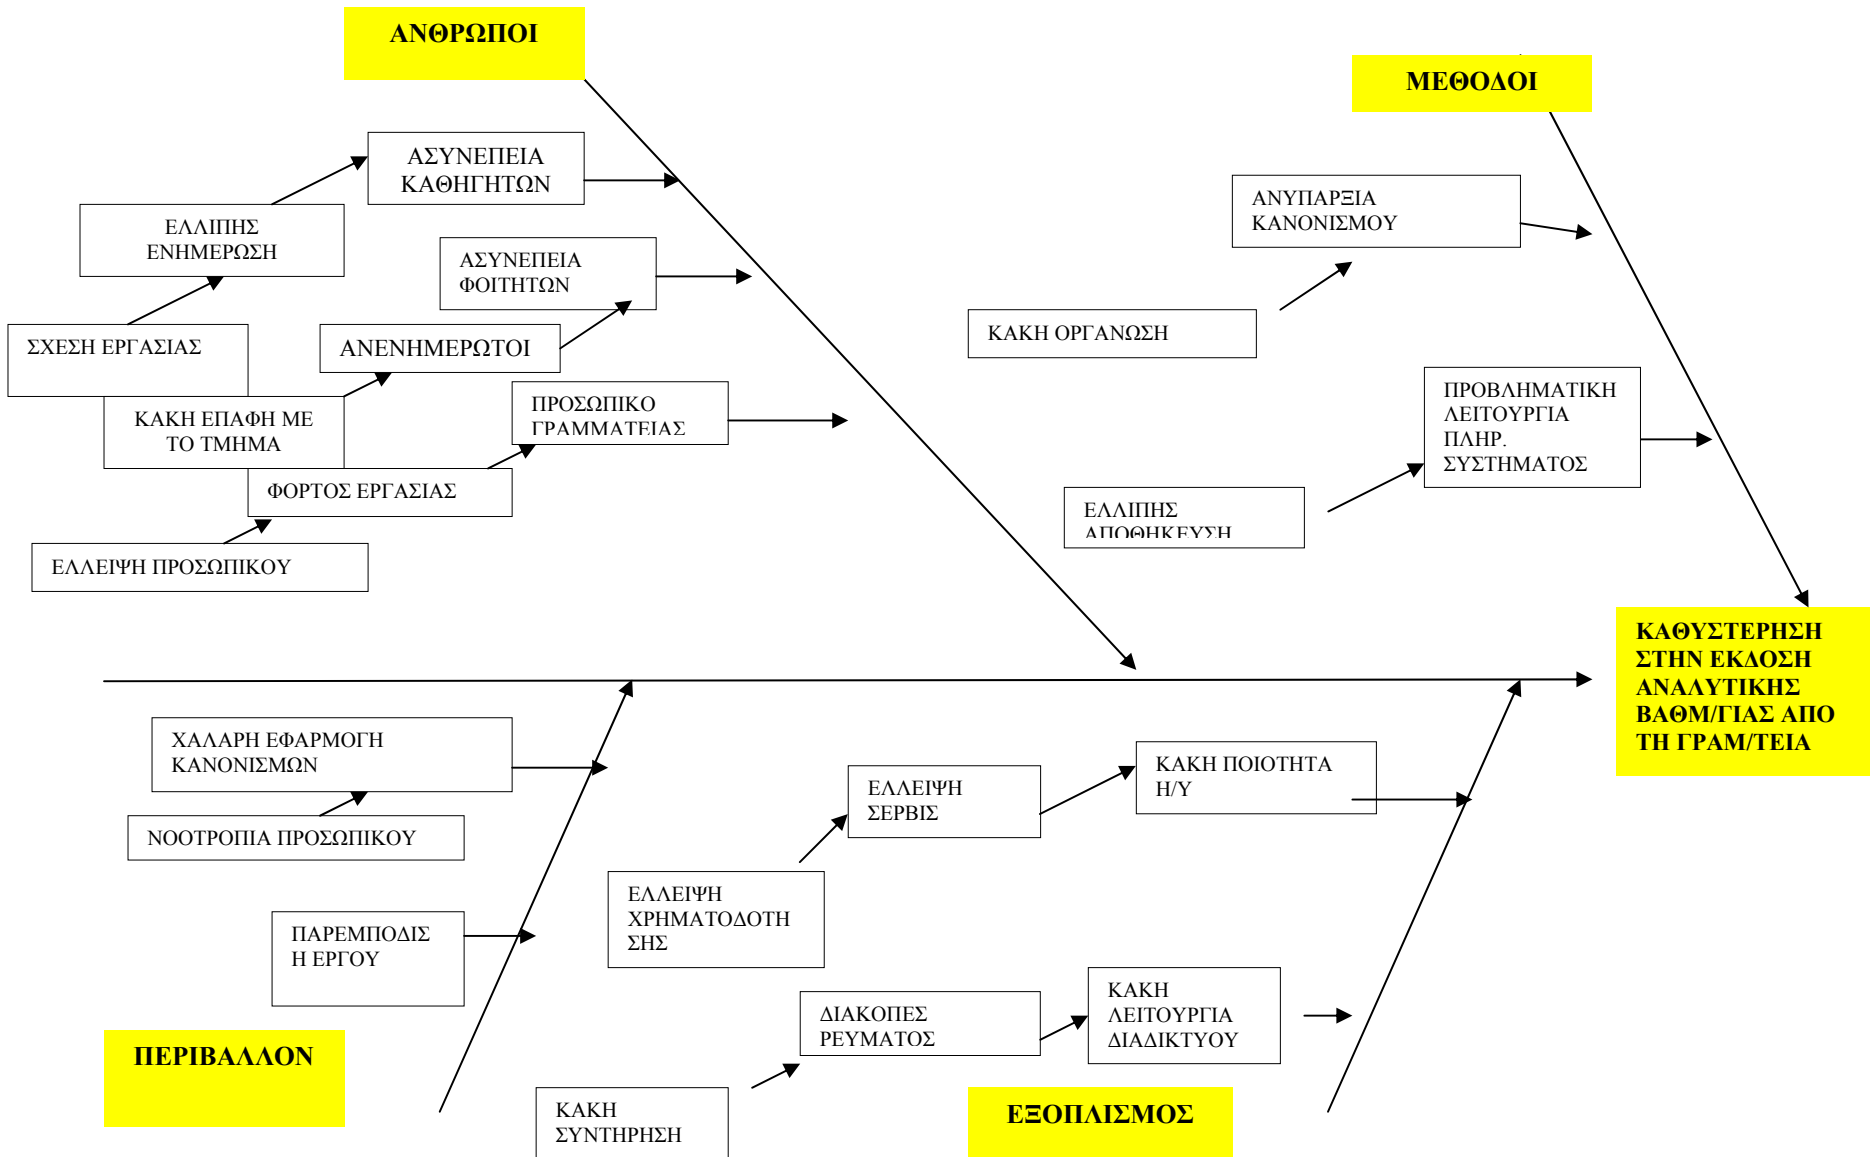 ΑΝΘΡΩΠΟΙ
ΜΕΘΟΔΟΙ
ΑΣΥΝΕΠΕΙΑ
ΚΑΘΗΓΗΤΩΝ
ΕΛΛΙΠΗΣ
ΕΝΗΜΕΡΩΣΗ
ΣΧΕΣΗ ΕΡΓΑΣΙΑΣ
ΑΣΥΝΕΠΕΙΑ
ΦΟΙΤΗΤΩΝ
ΑΝΕΝΗΜΕΡΩΤΟΙ
ΚΑΚΗ ΕΠΑΦΗ ΜΕ
ΤΟ ΤΜΗΜΑ
ΠΡΟΣΩΠΙΚΟ
ΓΡΑΜΜΑΤΕΙΑΣ
ΦΟΡΤΟΣ ΕΡΓΑΣΙΑΣ
ΕΛΛΕΙΨΗ ΠΡΟΣΩΠΙΚΟΥ
ΑΝΥΠΑΡΞΙΑ
ΚΑΝΟΝΙΣΜΟΥ
ΚΑΚΗ ΟΡΓΑΝΩΣΗ
ΠΡΟΒΛΗΜΑΤΙΚΗ
ΛΕΙΤΟΥΡΓΙΑ
ΠΛΗΡ.
ΣΥΣΤΗΜΑΤΟΣ
ΕΛΛΙΠΗΣ
ΑΠΟΘΗΚΕΥΣΗ
ΚΑΘΥΣΤΕΡΗΣΗ
ΣΤΗΝ ΕΚΔΟΣΗ
ΑΝΑΛΥΤΙΚΗΣ
ΒΑΘΜ/ΓΙΑΣ ΑΠΟ
ΤΗ ΓΡΑΜ/ΤΕΙΑ
ΧΑΛΑΡΗ ΕΦΑΡΜΟΓΗ
ΚΑΝΟΝΙΣΜΩΝ
ΝΟΟΤΡΟΠΙΑ ΠΡΟΣΩΠΙΚΟΥ
ΠΑΡΕΜΠΟΔΙΣ
Η ΕΡΓΟΥ
ΠΕΡΙΒΑΛΛΟΝ
ΚΑΚΗ ΠΟΙΟΤΗΤΑ
Η/Υ
ΕΛΛΕΙΨΗ
ΣΕΡΒΙΣ
ΕΛΛΕΙΨΗ
ΧΡΗΜΑΤΟΔΟΤΗ
ΣΗΣ
ΚΑΚΗ
ΛΕΙΤΟΥΡΓΙΑ
ΔΙΑΔΙΚΤΥΟΥ
ΔΙΑΚΟΠΕΣ
ΡΕΥΜΑΤΟΣ
ΚΑΚΗ
ΣΥΝΤΗΡΗΣΗ
ΕΞΟΠΛΙΣΜΟΣ